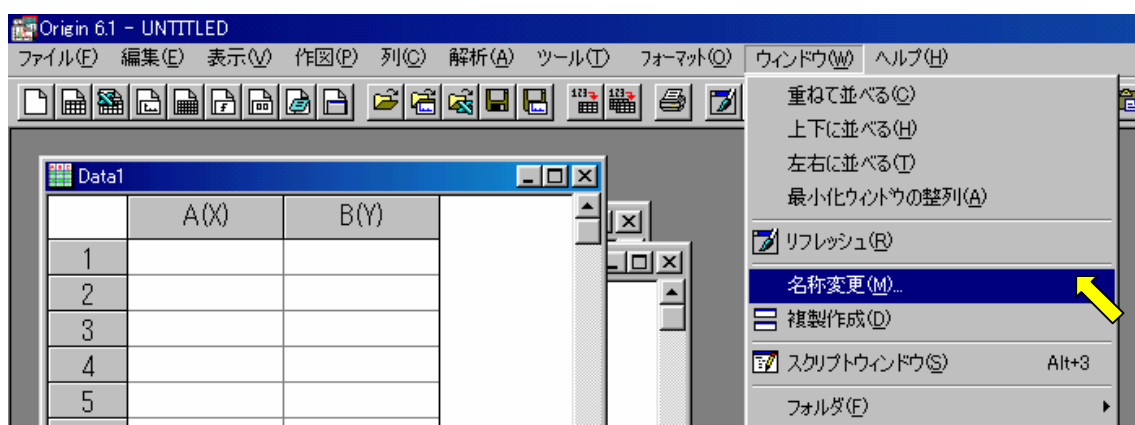 Origin 6.1 - UNTITLED
ファイル(F) 編集(E) 表示(V) 作図(P) 列(C) 解析(A) ツール(T) フォーマット(O) ウィンドウ(W) ヘルプ(H)
Data1
A(X) B(Y)
1
2
3
4
5
重ねて並べる(C)
上下に並べる(H)
左右に並べる(T)
最小化ウィンドウの整列(A)
リフレッシュ(R)
名称変更(M)...
複製作成(D)
スクリプトウィンドウ(S) Alt+3
フォルダ(F)